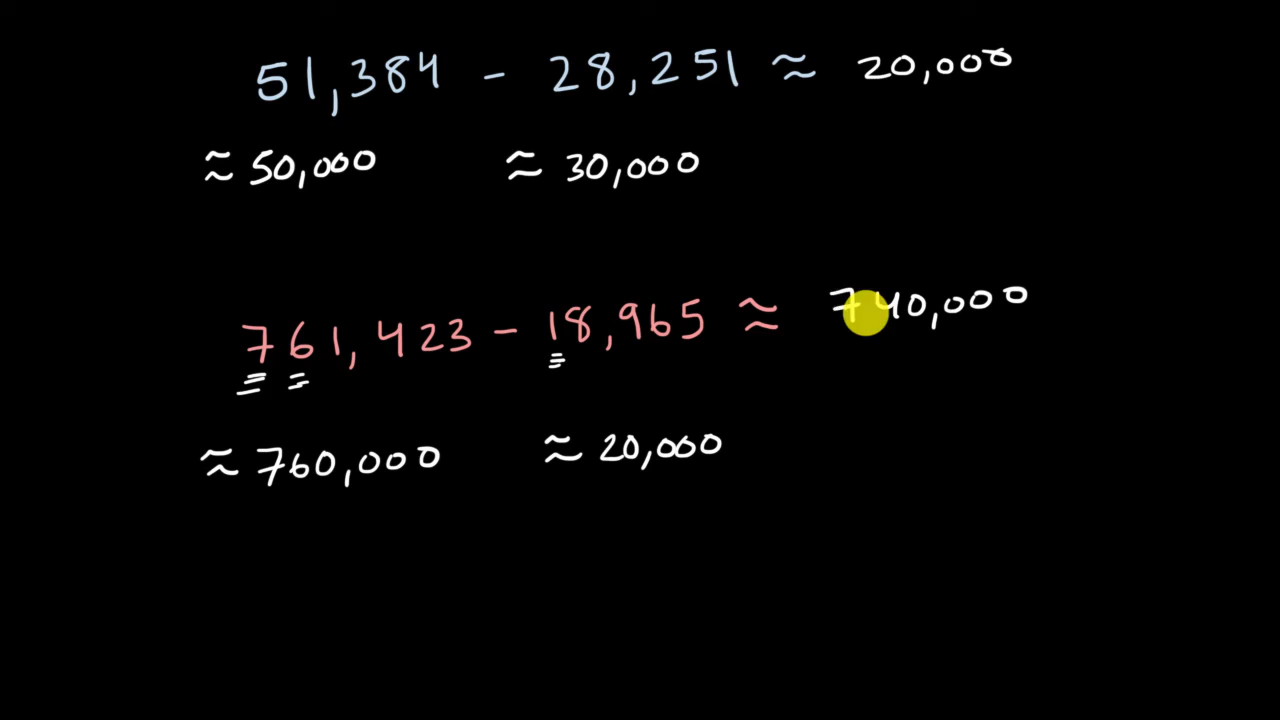 51,384 - 28,251 ≈ 20,000
≈ 50,000 ≈ 30,000
761,423 - 18,965 ≈ 740,000
≈ 760,000 ≈ 20,000